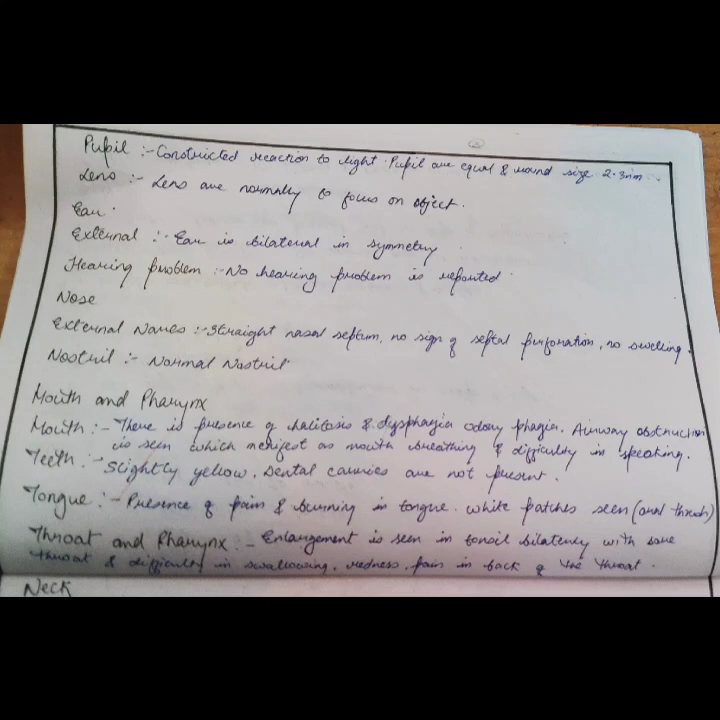 Pupil :- Constricted reaction to light. Pupil are equal & round size 2.3mm.
Lens :- Lens are normally to focus on object.
Ear.
External :- Ear is bilateral in symmetry.
Hearing problem :- No hearing problem is reported.
Nose
External Nares :- Straight nasal septum, no sign of septal perforation, no swelling.
Nostril :- Normal Nostril
Mouth and Pharynx
Mouth :- There is presence of halitosis & dysphagia odony phagia. Airway obstruction
is seen which menifest as mouth breathing & difficulty in speaking.
Teeth :- Slightly yellow. Dental carries are not present.
Tongue :- Presence of pain & burning in tongue. White patches seen (oral thrush)
Throat and Pharynx :- Enlargement is seen in tonsil bilaterly with sore
throat & difficulty in swallowing, redness, pain in back of the throat.
Neck